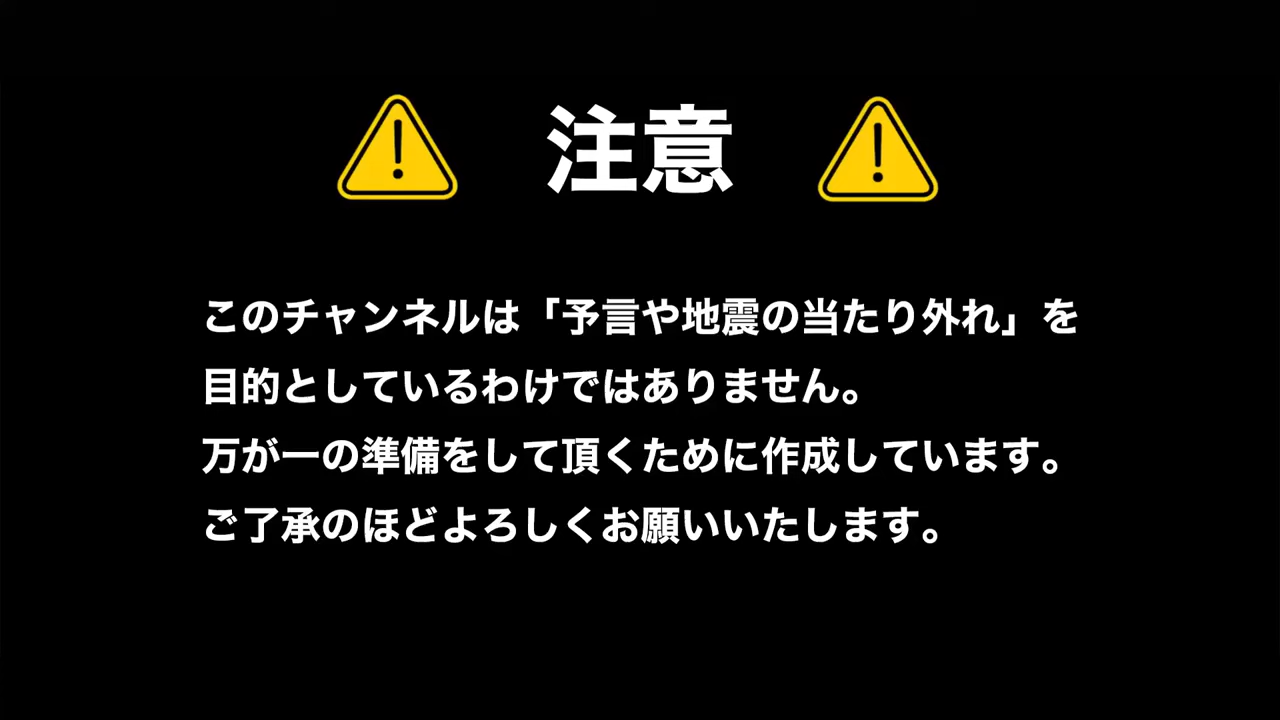 注意
このチャンネルは「予言や地震の当たり外れ」を
目的としているわけではありません。
万が一の準備をして頂くために作成しています。
ご了承のほどよろしくお願いいたします。